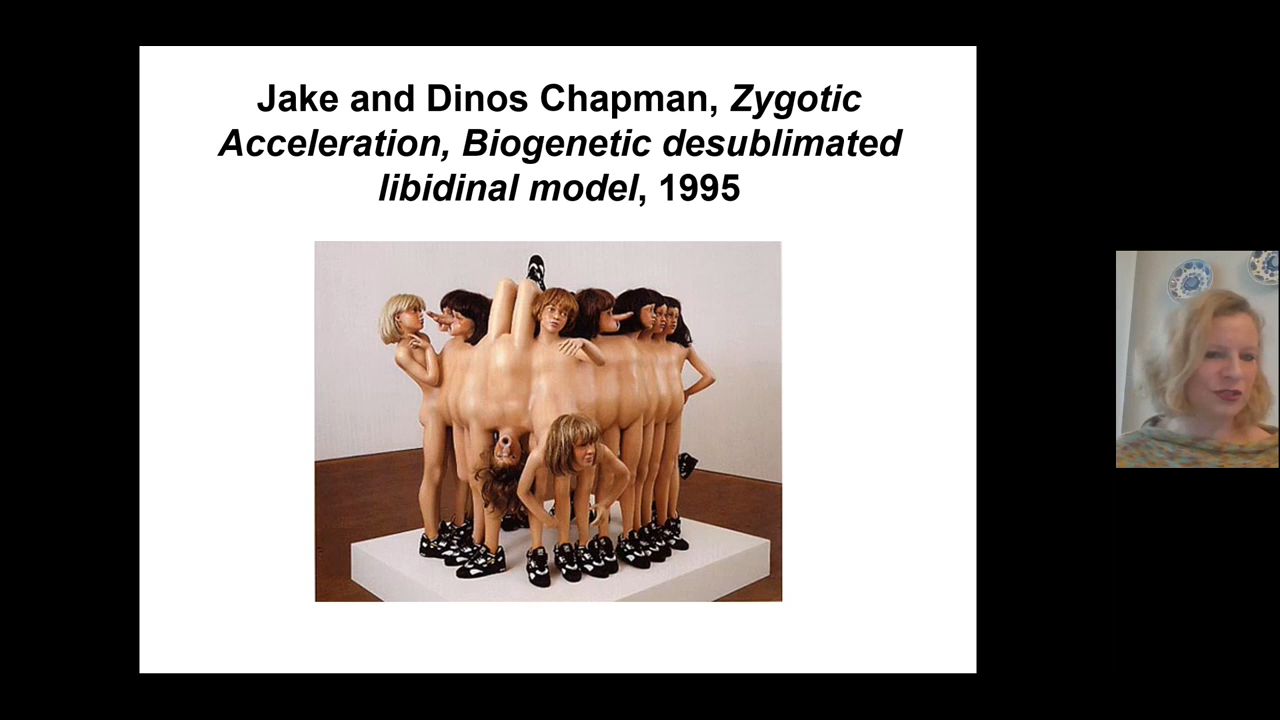 Jake and Dinos Chapman, Zygotic
Acceleration, Biogenetic desublimated
libidinal model, 1995